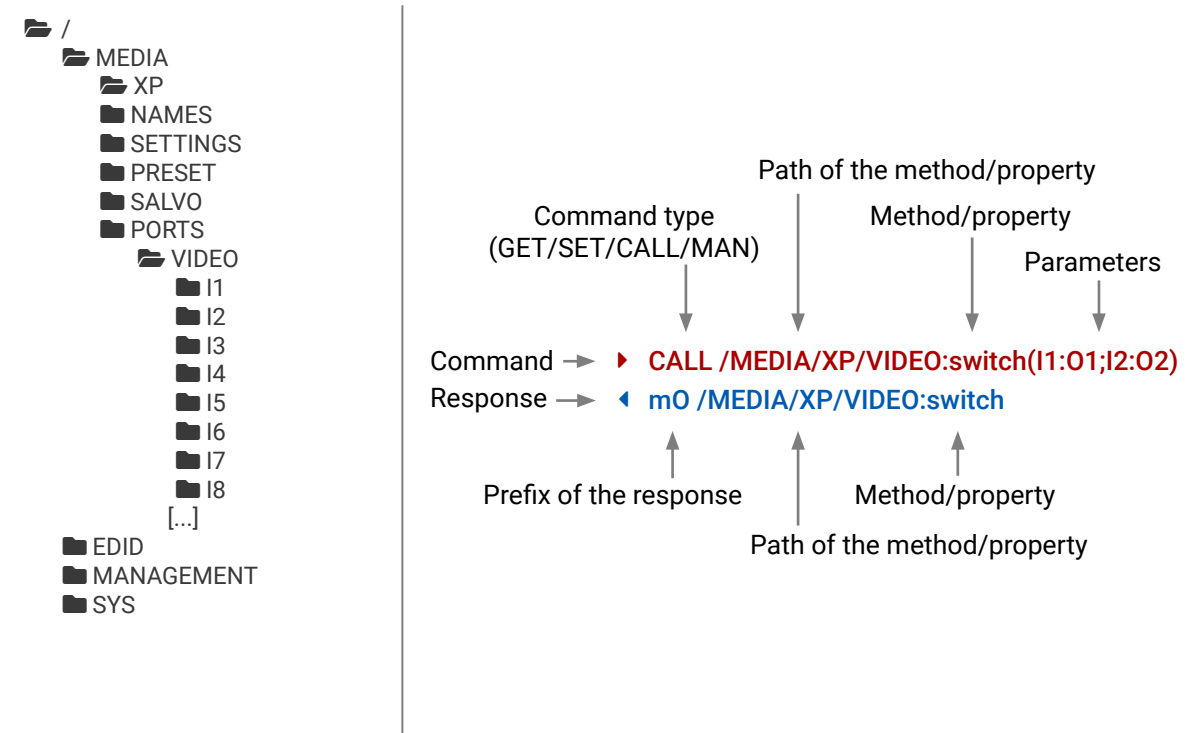 /
MEDIA
XP
NAMES
SETTINGS
PRESET
SALVO
PORTS
VIDEO
I1
I2
I3
I4
I5
I6
I7
I8
[...]
EDID
MANAGEMENT
SYS
Path of the method/property
Command type
(GET/SET/CALL/MAN)
Method/property
Parameters
Command
CALL /MEDIA/XP/VIDEO:switch(I1:O1;I2:O2)
Response
mO /MEDIA/XP/VIDEO:switch
Prefix of the response
Method/property
Path of the method/property